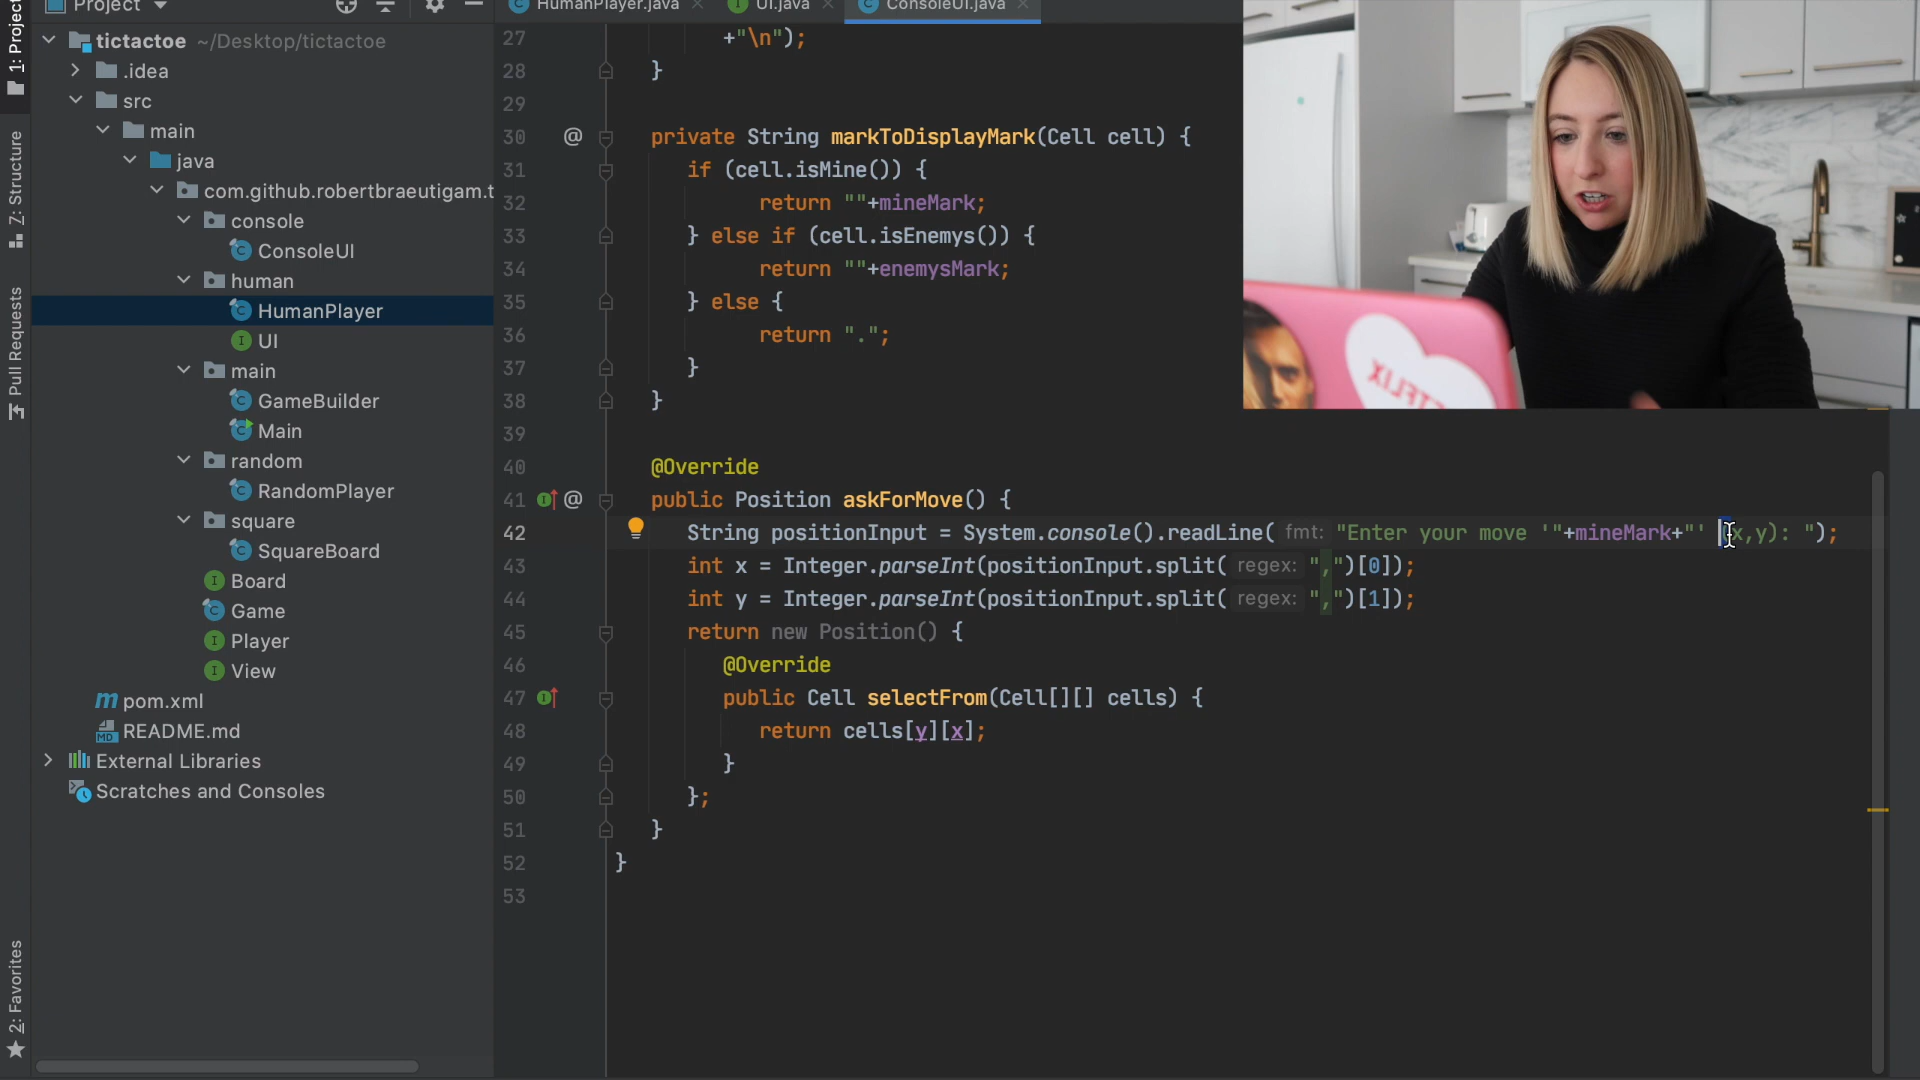 Project
HumanPlayer.java
UI.java
ConsoleUI.java
1: Project
Z: Structure
Pull Requests
2: Favorites
tictactoe ~/Desktop/tictactoe
.idea
src
main
java
com.github.robertbraeutigam.t
console
ConsoleUI
human
HumanPlayer
UI
main
GameBuilder
Main
random
RandomPlayer
square
SquareBoard
Board
Game
Player
View
pom.xml
README.md
External Libraries
Scratches and Consoles
27 +"\n");
28 }
29
30 @ private String markToDisplayMark(Cell cell) {
31 if (cell.isMine()) {
32 return ""+mineMark;
33 } else if (cell.isEnemys()) {
34 return ""+enemysMark;
35 } else {
36 return ".";
37 }
38 }
39
40 @Override
41 @ public Position askForMove() {
42 String positionInput = System.console().readLine( fmt: "Enter your move '"+mineMark+"' (x,y): ");
43 int x = Integer.parseInt(positionInput.split( regex: ",")[0]);
44 int y = Integer.parseInt(positionInput.split( regex: ",")[1]);
45 return new Position() {
46 @Override
47 public Cell selectFrom(Cell[][] cells) {
48 return cells[y][x];
49 }
50 };
51 }
52 }
53
NETFLIX